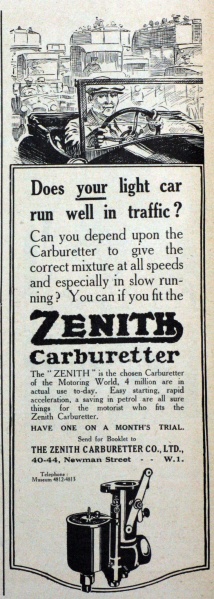 Does your light car
run well in traffic?
Can you depend upon the
Carburetter to give the
correct mixture at all speeds
and especially in slow run-
ning? You can if you fit the
ZENITH
Carburetter
The "ZENITH" is the chosen Carburetter
of the Motoring World, 4 million are in
actual use to-day. Easy starting, rapid
acceleration, a saving in petrol are all sure
things for the motorist who fits the
Zenith Carburetter.
HAVE ONE ON A MONTH'S TRIAL.
Send for Booklet to
THE ZENITH CARBURETTER CO., LTD.,
40-44, Newman Street - - W.1.
Telephone:
Museum 4812-4813